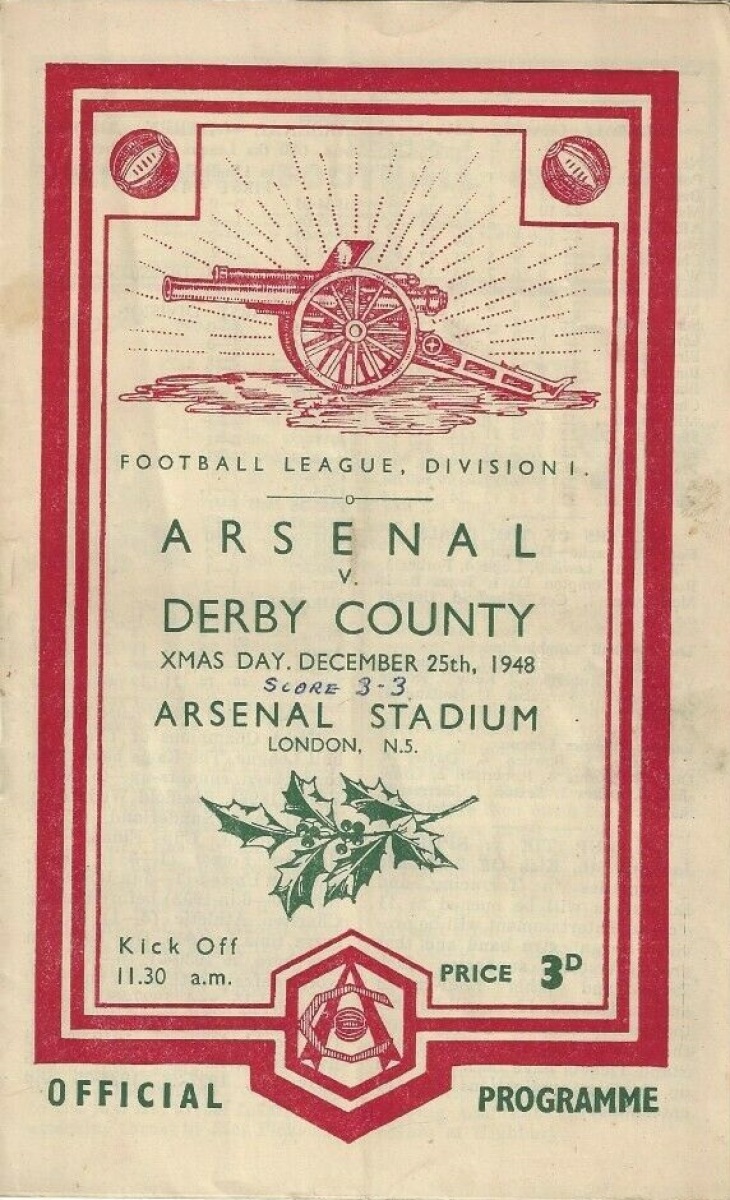 FOOTBALL LEAGUE, DIVISION I.
ARSENAL
V.
DERBY COUNTY
XMAS DAY. DECEMBER 25th, 1948
SCORE 3-3
ARSENAL STADIUM
LONDON, N.5.
Kick Off
11.30 a.m.
PRICE 3D
OFFICIAL PROGRAMME